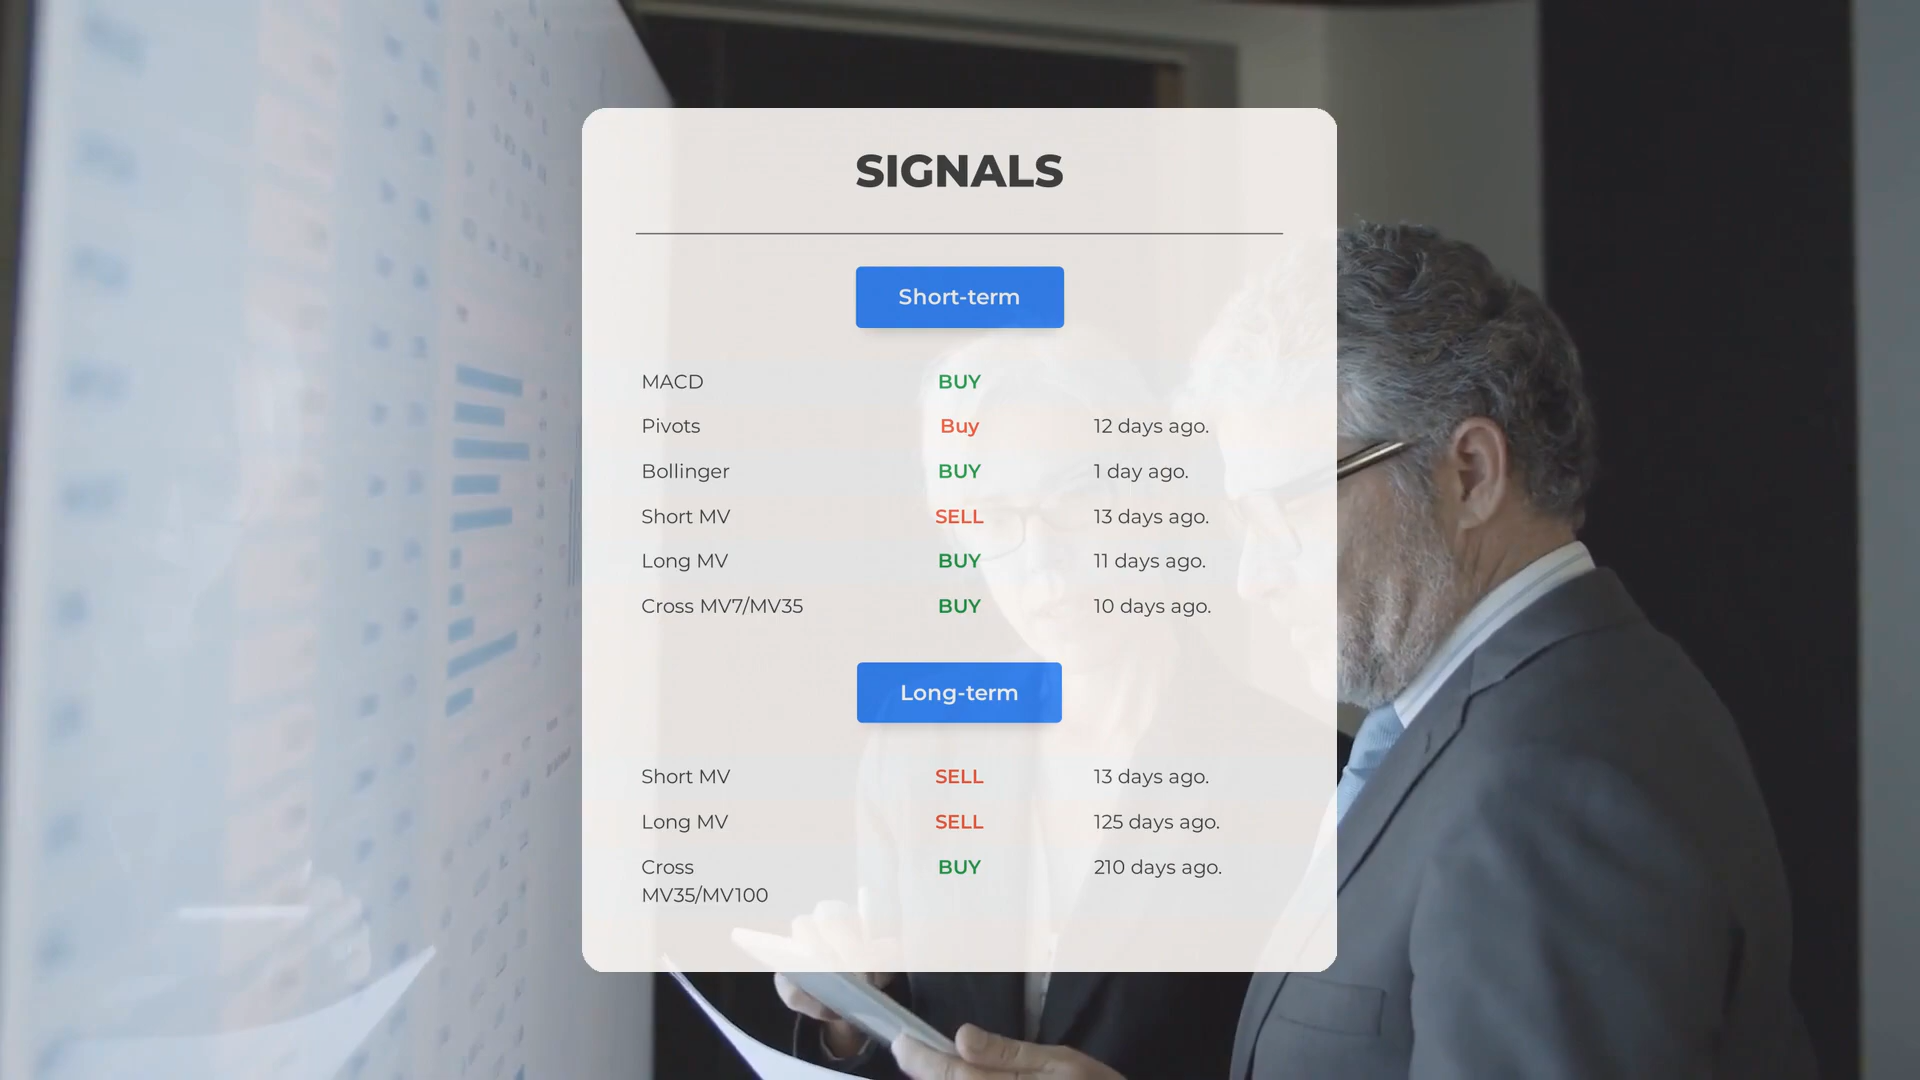 SIGNALS
Short-term
MACD BUY
Pivots Buy 12 days ago.
Bollinger BUY 1 day ago.
Short MV SELL 13 days ago.
Long MV BUY 11 days ago.
Cross MV7/MV35 BUY 10 days ago.
Long-term
Short MV SELL 13 days ago.
Long MV SELL 125 days ago.
Cross BUY 210 days ago.
MV35/MV100